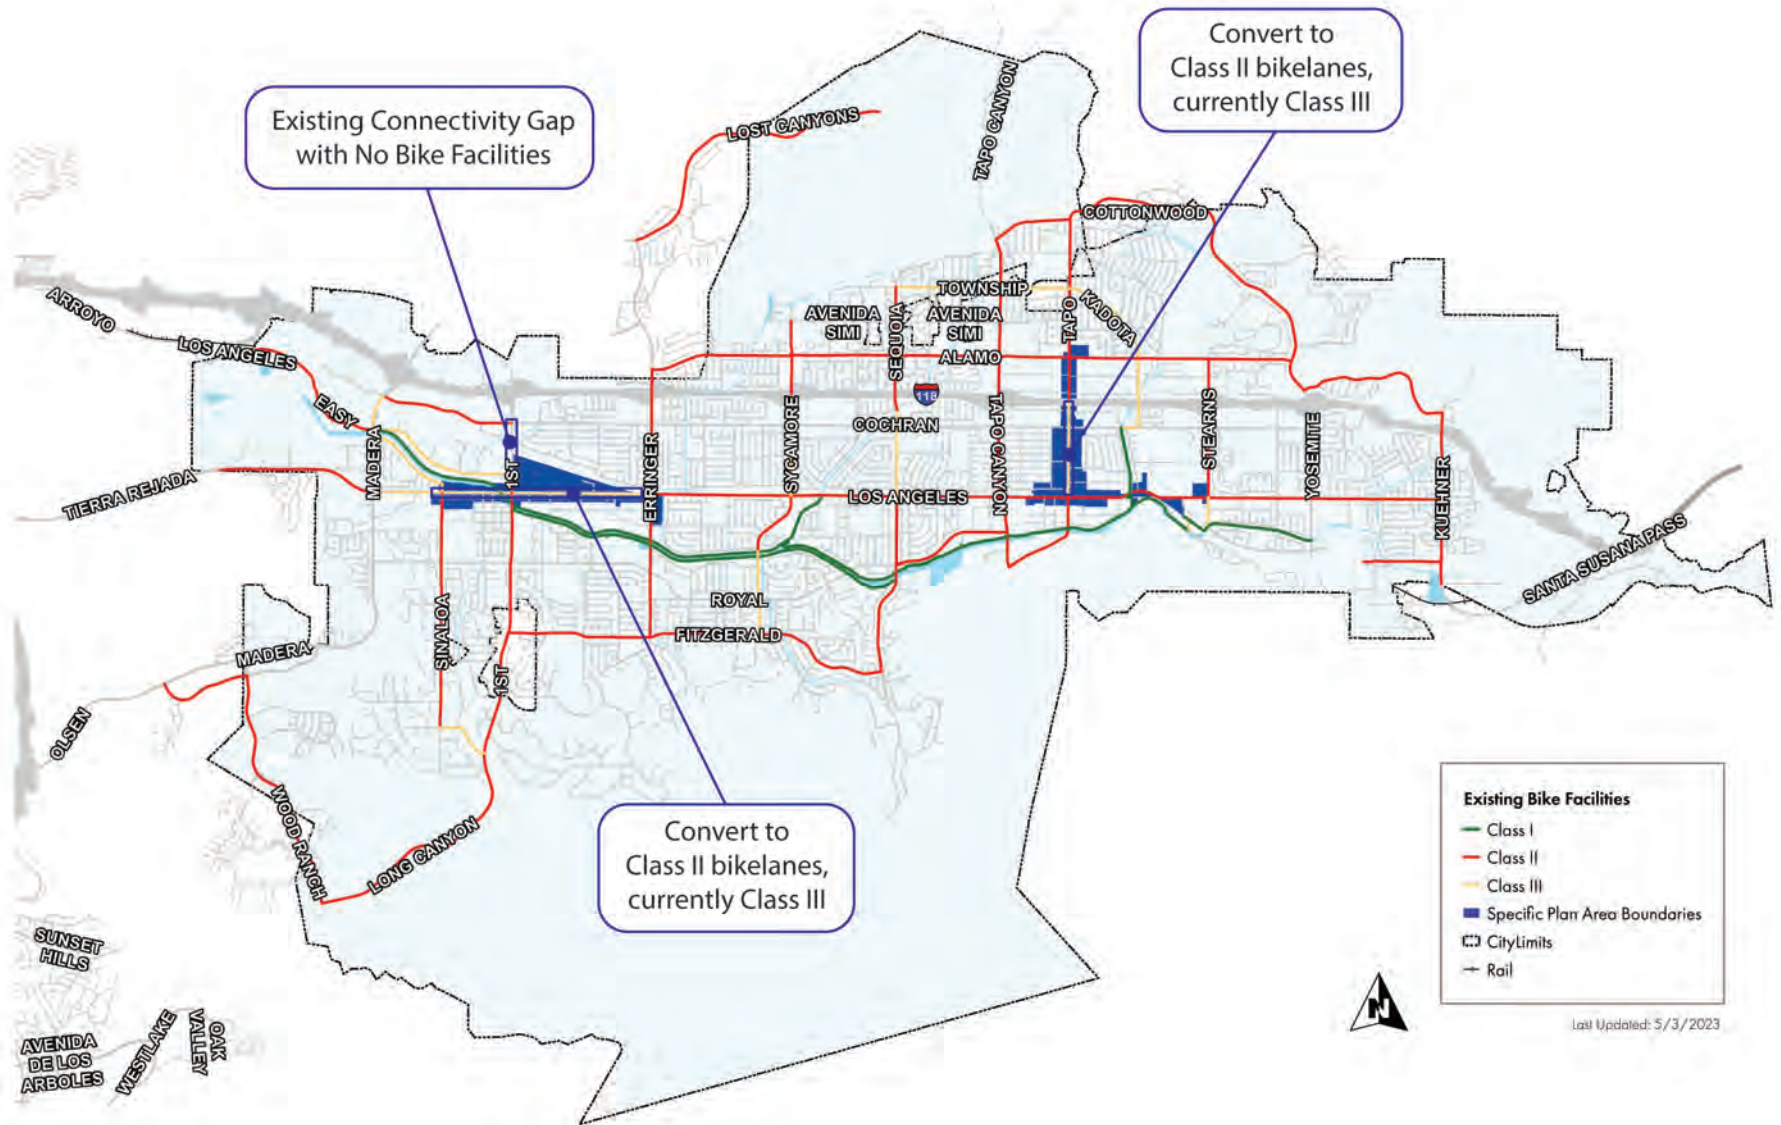 Convert to
Class II bikelanes,
currently Class III
Existing Connectivity Gap
with No Bike Facilities
LOST CANYONS
TAPO CANYON
COTTONWOOD
ARROYO
LOS ANGELES
EASY
TOWNSHIP
AVENIDA
SIMI
SEQUOIA
AVENIDA
SIMI
TAPO
KADOTA
ALAMO
118
MADERA
1ST
ERRINGER
SYCAMORE
COCHRAN
TAPO CANYON
STEARNS
YOSEMITE
KUEHNER
TIERRA REJADA
LOS ANGELES
SANTA SUSANA PASS
ROYAL
FITZGERALD
SINALOA
MADERA
1ST
OLSEN
WOOD RANCH
LONG CANYON
Convert to
Class II bikelanes,
currently Class III
SUNSET
HILLS
AVENIDA
DE LOS
ARBOLES
WESTLAKE
OAK
VALLEY
Existing Bike Facilities
Class I
Class II
Class III
Specific Plan Area Boundaries
CityLimits
Rail
N
Last Updated: 5/3/2023